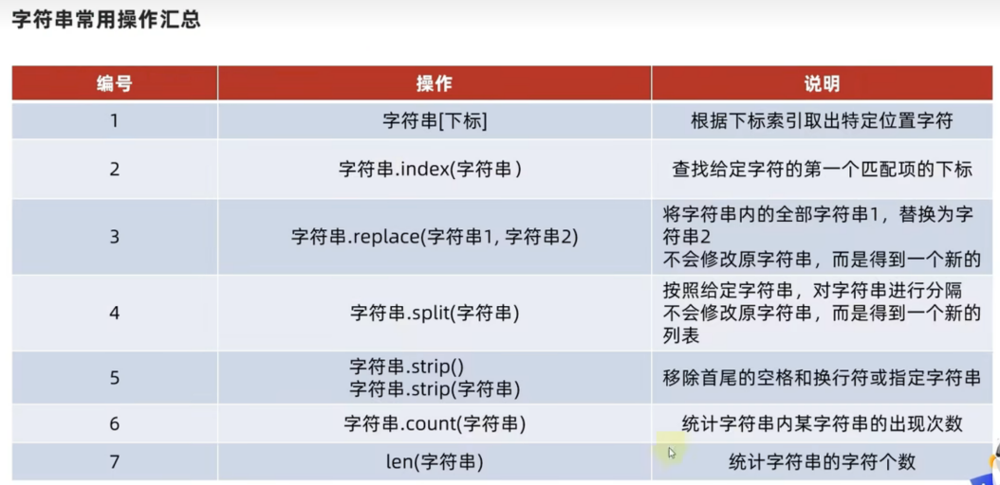 字符串常用操作汇总
编号 操作 说明
1 字符串[下标] 根据下标索引取出特定位置字符
2 字符串.index(字符串) 查找给定字符的第一个匹配项的下标
3 字符串.replace(字符串1, 字符串2) 将字符串内的全部字符串1，替换为字
符串2
不会修改原字符串，而是得到一个新的
4 字符串.split(字符串) 按照给定字符串，对字符串进行分隔
不会修改原字符串，而是得到一个新的
列表
5 字符串.strip()
字符串.strip(字符串) 移除首尾的空格和换行符或指定字符串
6 字符串.count(字符串) 统计字符串内某字符串的出现次数
7 len(字符串) 统计字符串的字符个数